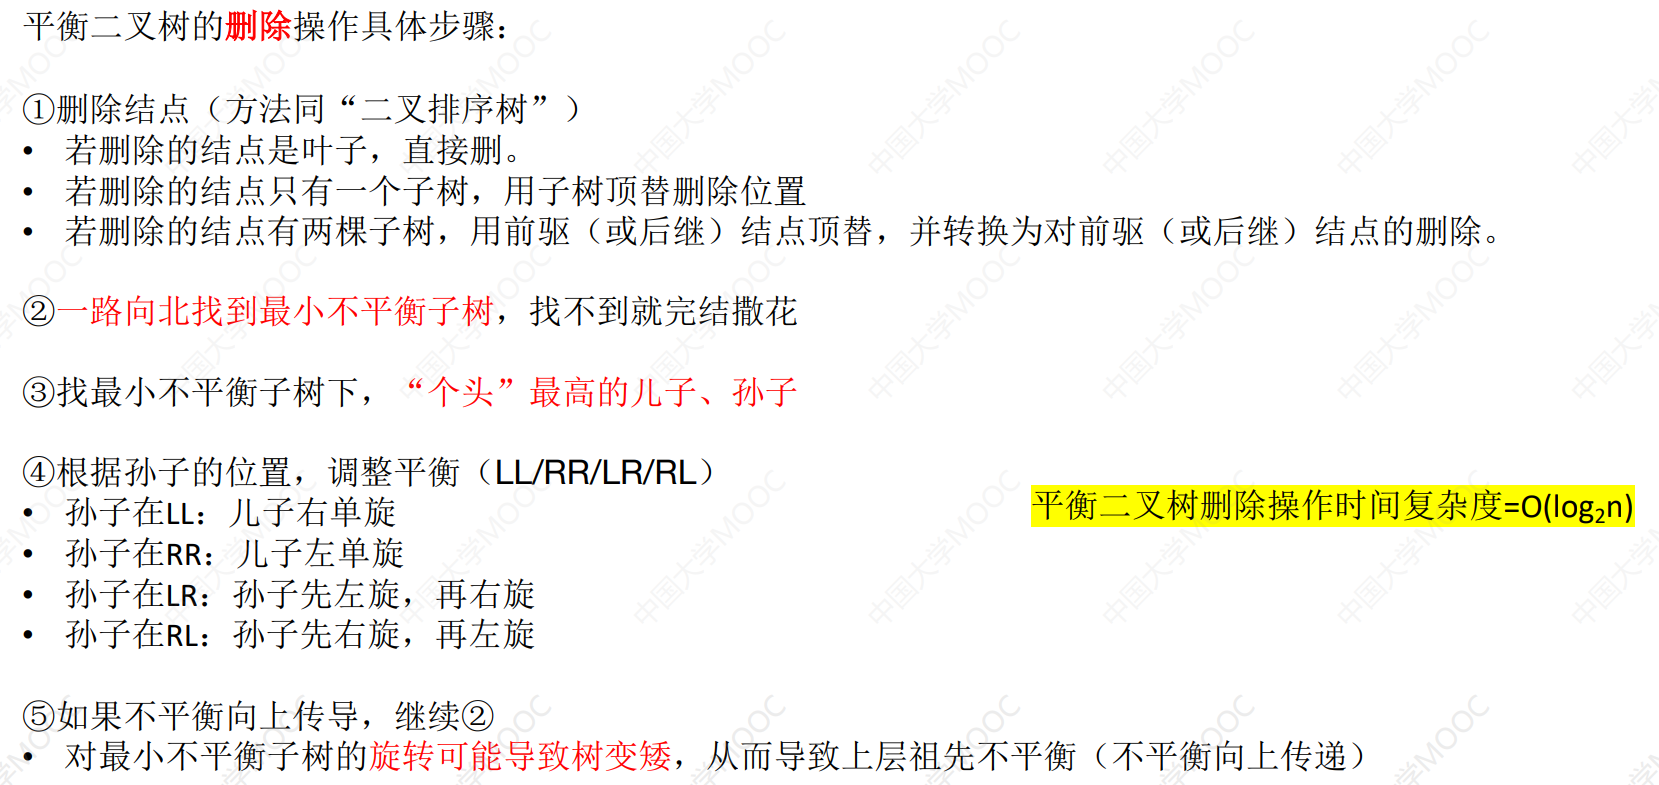 平衡二叉树的删除操作具体步骤：
①删除结点（方法同“二叉排序树”）
• 若删除的结点是叶子，直接删。
• 若删除的结点只有一个子树，用子树顶替删除位置
• 若删除的结点有两棵子树，用前驱（或后继）结点顶替，并转换为对前驱（或后继）结点的删除。
②一路向北找到最小不平衡子树，找不到就完结撒花
③找最小不平衡子树下，“个头”最高的儿子、孙子
④根据孙子的位置，调整平衡（LL/RR/LR/RL）
• 孙子在LL：儿子右单旋
• 孙子在RR：儿子左单旋
• 孙子在LR：孙子先左旋，再右旋
• 孙子在RL：孙子先右旋，再左旋
平衡二叉树删除操作时间复杂度=O(log₂n)
⑤如果不平衡向上传导，继续②
• 对最小不平衡子树的旋转可能导致树变矮，从而导致上层祖先不平衡（不平衡向上传递）
中国大学MOOC